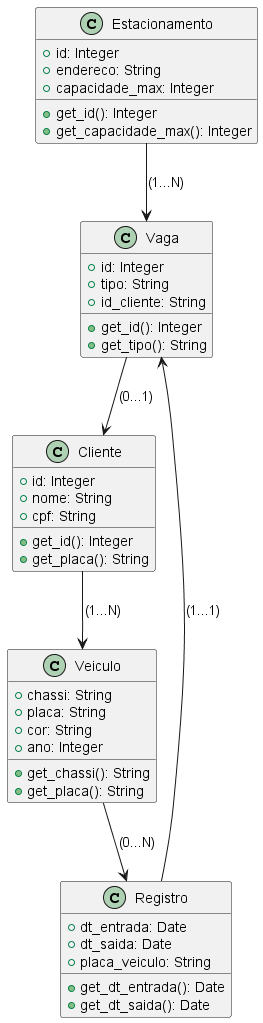 C Estacionamento
id: Integer
endereco: String
capacidade_max: Integer
get_id(): Integer
get_capacidade_max(): Integer
(1...N)
C Vaga
id: Integer
tipo: String
id_cliente: String
get_id(): Integer
get_tipo(): String
(0...1)
C Cliente
id: Integer
nome: String
cpf: String
get_id(): Integer
get_placa(): String
(1...N)
(1...1)
C Veiculo
chassi: String
placa: String
cor: String
ano: Integer
get_chassi(): String
get_placa(): String
(0...N)
C Registro
dt_entrada: Date
dt_saida: Date
placa_veiculo: String
get_dt_entrada(): Date
get_dt_saida(): Date